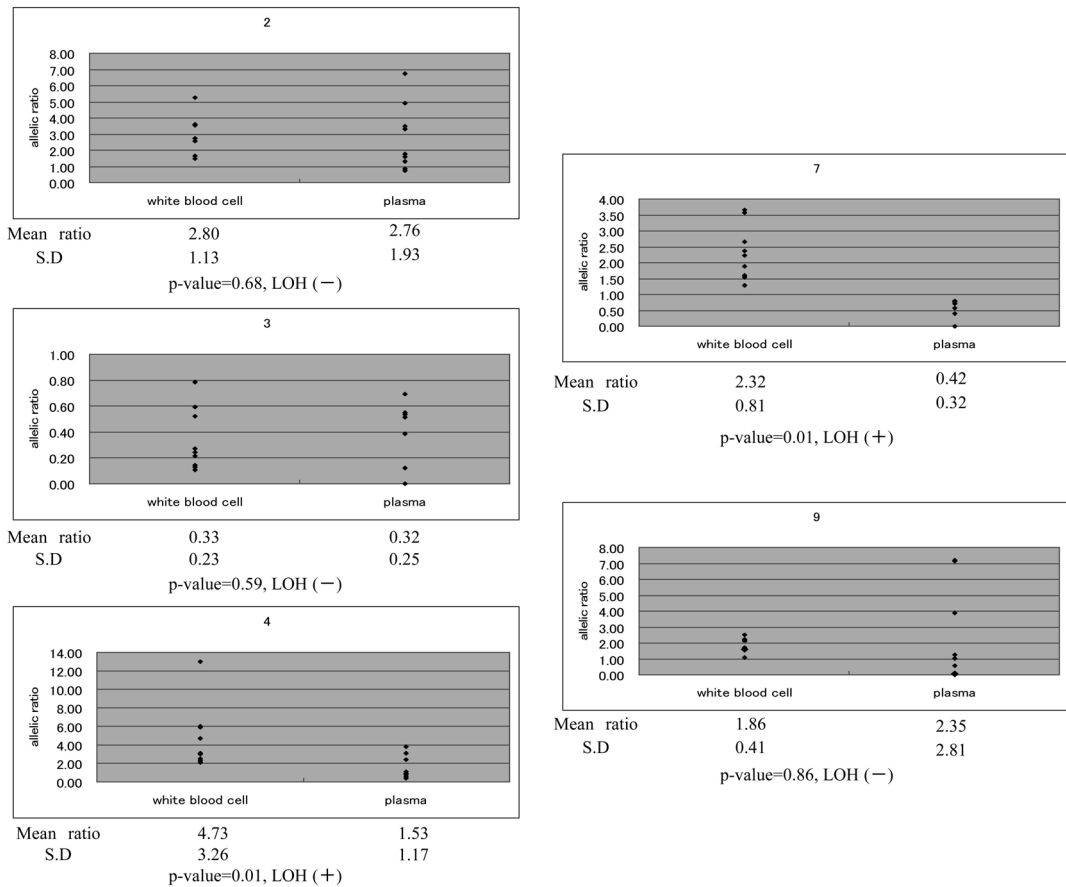 2
8.00
7.00
6.00
5.00
4.00
3.00
2.00
1.00
0.00
allelic ratio
white blood cell plasma
Mean ratio 2.80 2.76
S.D 1.13 1.93
p-value=0.68, LOH (－)
3
1.00
0.80
0.60
0.40
0.20
0.00
allelic ratio
white blood cell plasma
Mean ratio 0.33 0.32
S.D 0.23 0.25
p-value=0.59, LOH (－)
4
14.00
12.00
10.00
8.00
6.00
4.00
2.00
0.00
allelic ratio
white blood cell plasma
Mean ratio 4.73 1.53
S.D 3.26 1.17
p-value=0.01, LOH (＋)
7
4.00
3.50
3.00
2.50
2.00
1.50
1.00
0.50
0.00
allelic ratio
white blood cell plasma
Mean ratio 2.32 0.42
S.D 0.81 0.32
p-value=0.01, LOH (＋)
9
8.00
7.00
6.00
5.00
4.00
3.00
2.00
1.00
0.00
allelic ratio
white blood cell plasma
Mean ratio 1.86 2.35
S.D 0.41 2.81
p-value=0.86, LOH (－)